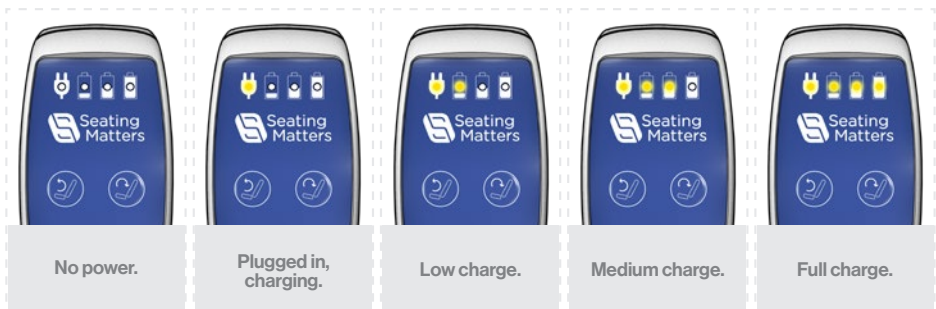 Seating
Matters
Seating
Matters
Seating
Matters
Seating
Matters
Seating
Matters
No power.
Plugged in,
charging.
Low charge.
Medium charge.
Full charge.